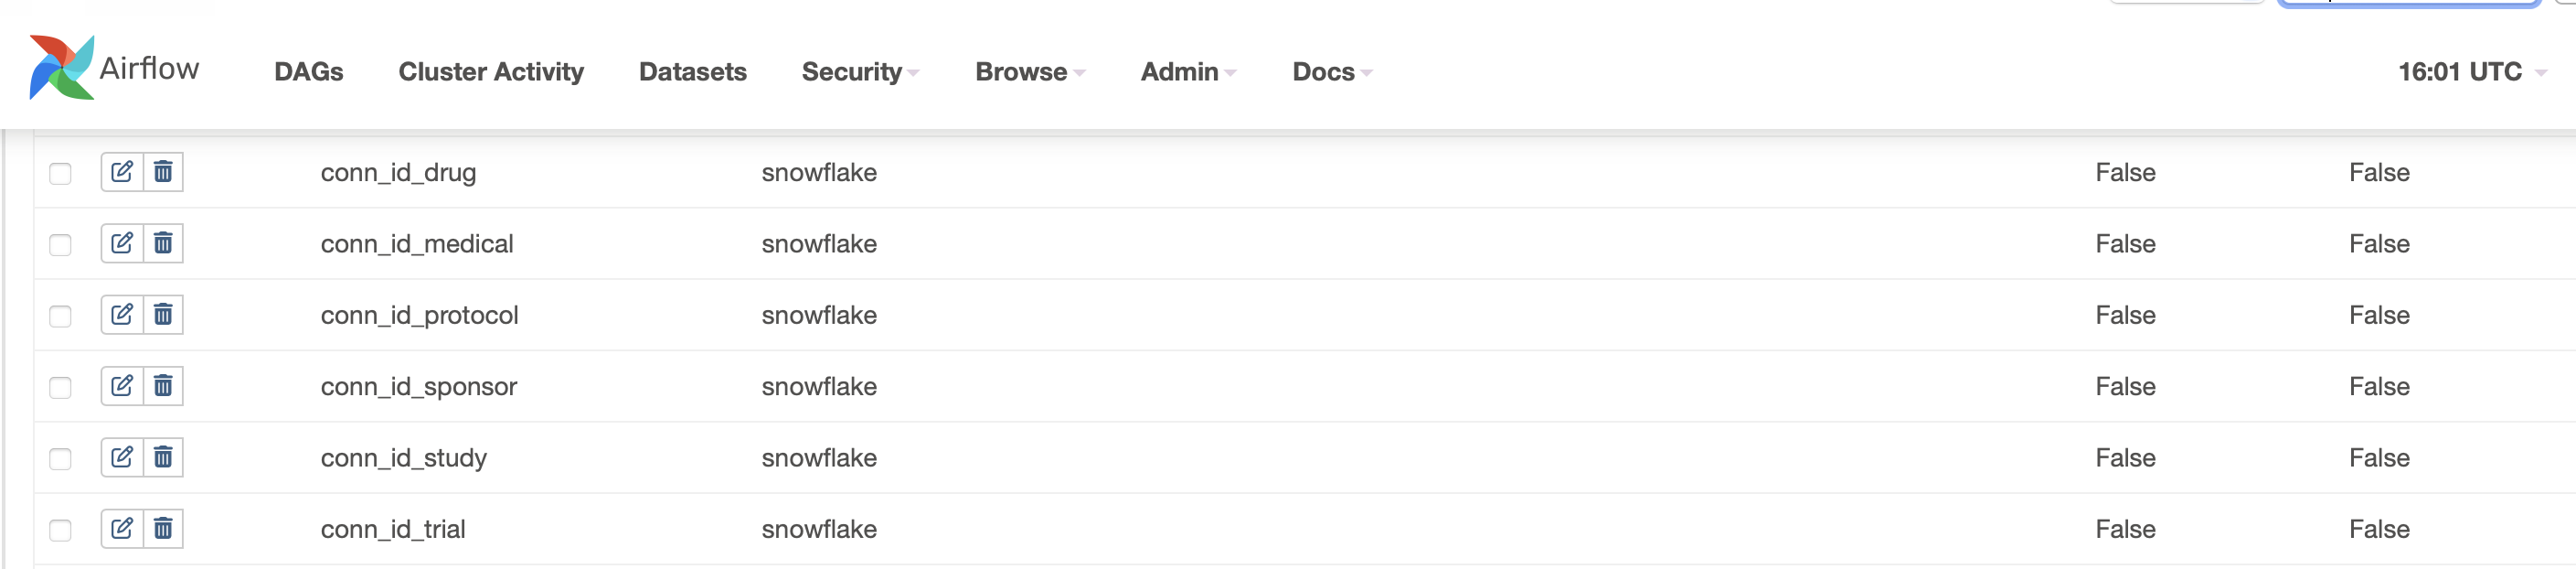 Airflow DAGs Cluster Activity Datasets Security Browse Admin Docs 16:01 UTC
conn_id_drug snowflake False False
conn_id_medical snowflake False False
conn_id_protocol snowflake False False
conn_id_sponsor snowflake False False
conn_id_study snowflake False False
conn_id_trial snowflake False False